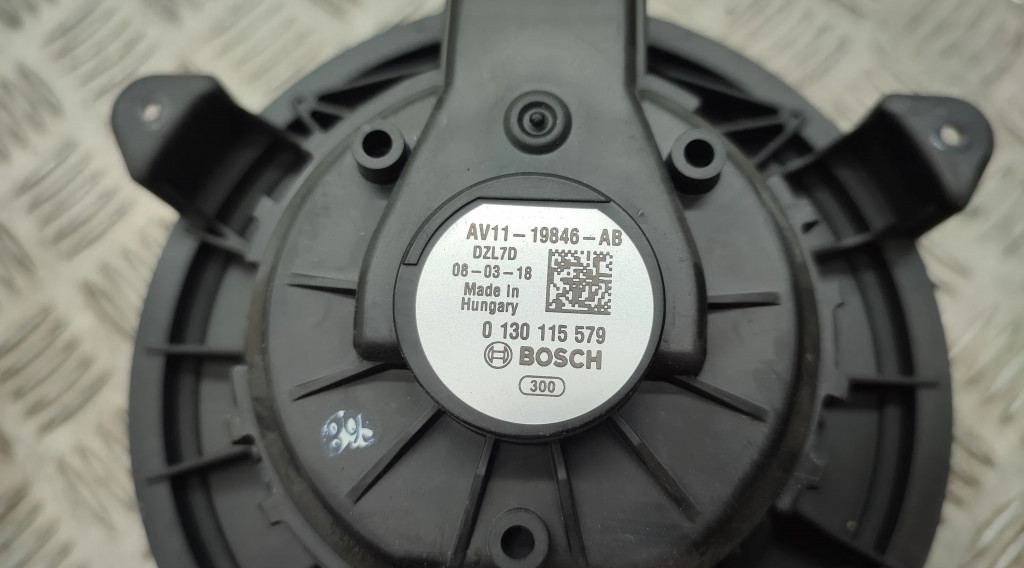 AV11-19846-AB
DZL7D
08-03-18
Made In
Hungary
0 130 115 579
BOSCH
300